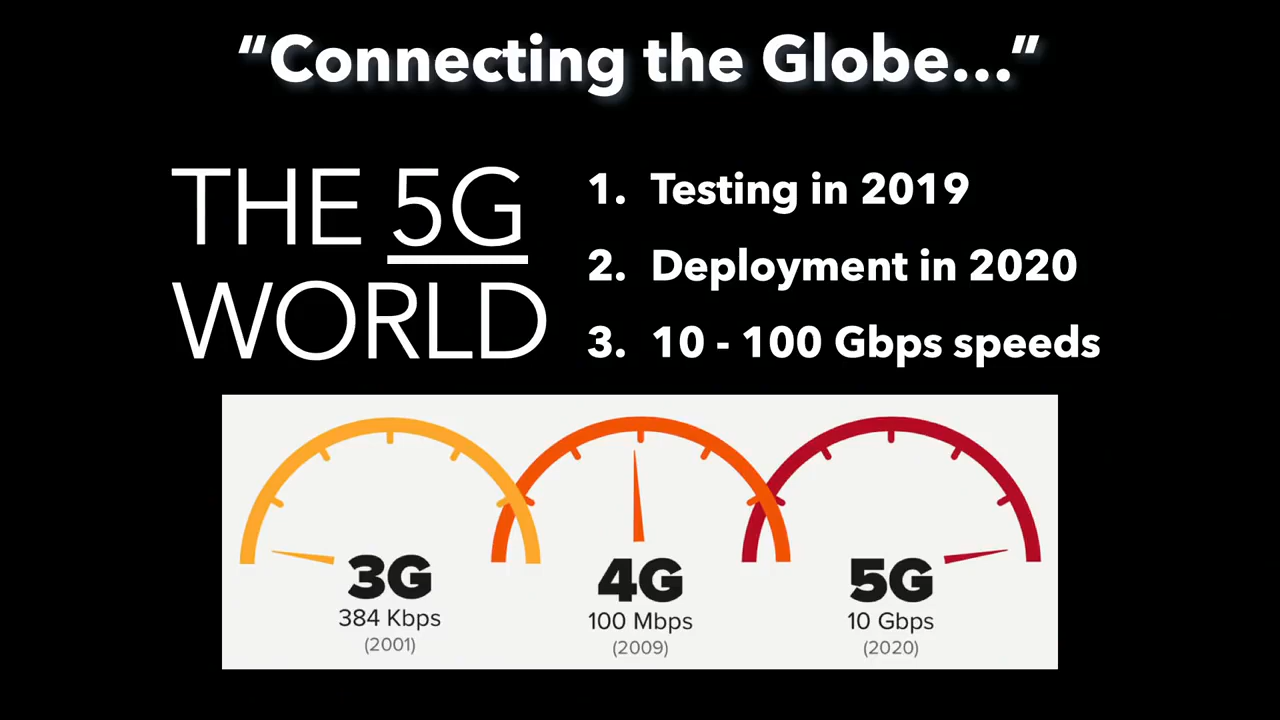 “Connecting the Globe...”
THE 5G
WORLD
1. Testing in 2019
2. Deployment in 2020
3. 10 - 100 Gbps speeds
3G
384 Kbps
(2001)
4G
100 Mbps
(2009)
5G
10 Gbps
(2020)